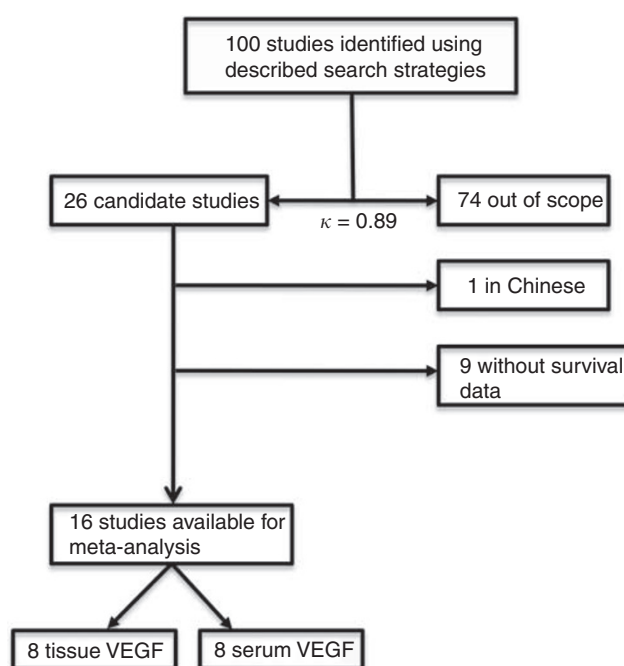 100 studies identified using
described search strategies
26 candidate studies
74 out of scope
κ = 0.89
1 in Chinese
9 without survival
data
16 studies available for
meta-analysis
8 tissue VEGF
8 serum VEGF